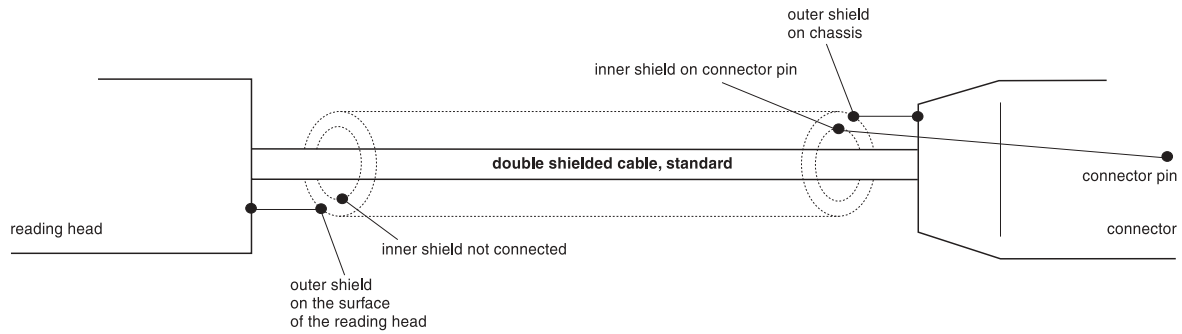 outer shield
on chassis
inner shield on connector pin
double shielded cable, standard
connector pin
reading head
connector
inner shield not connected
outer shield
on the surface
of the reading head